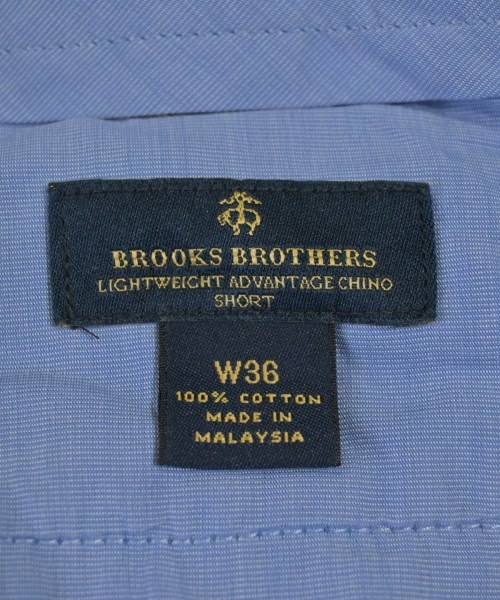 BROOKS BROTHERS
LIGHTWEIGHT ADVANTAGE CHINO
SHORT
W36
100% COTTON
MADE IN
MALAYSIA